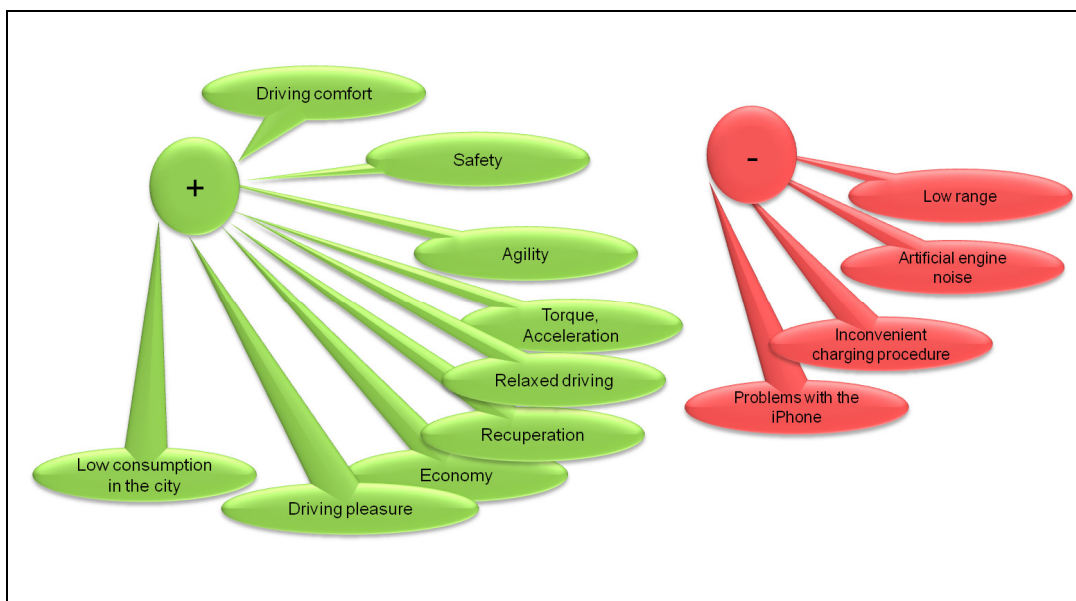 +
Driving comfort
Safety
Agility
Torque,
Acceleration
Relaxed driving
Recuperation
Economy
Driving pleasure
Low consumption
in the city
-
Low range
Artificial engine
noise
Inconvenient
charging procedure
Problems with the
iPhone